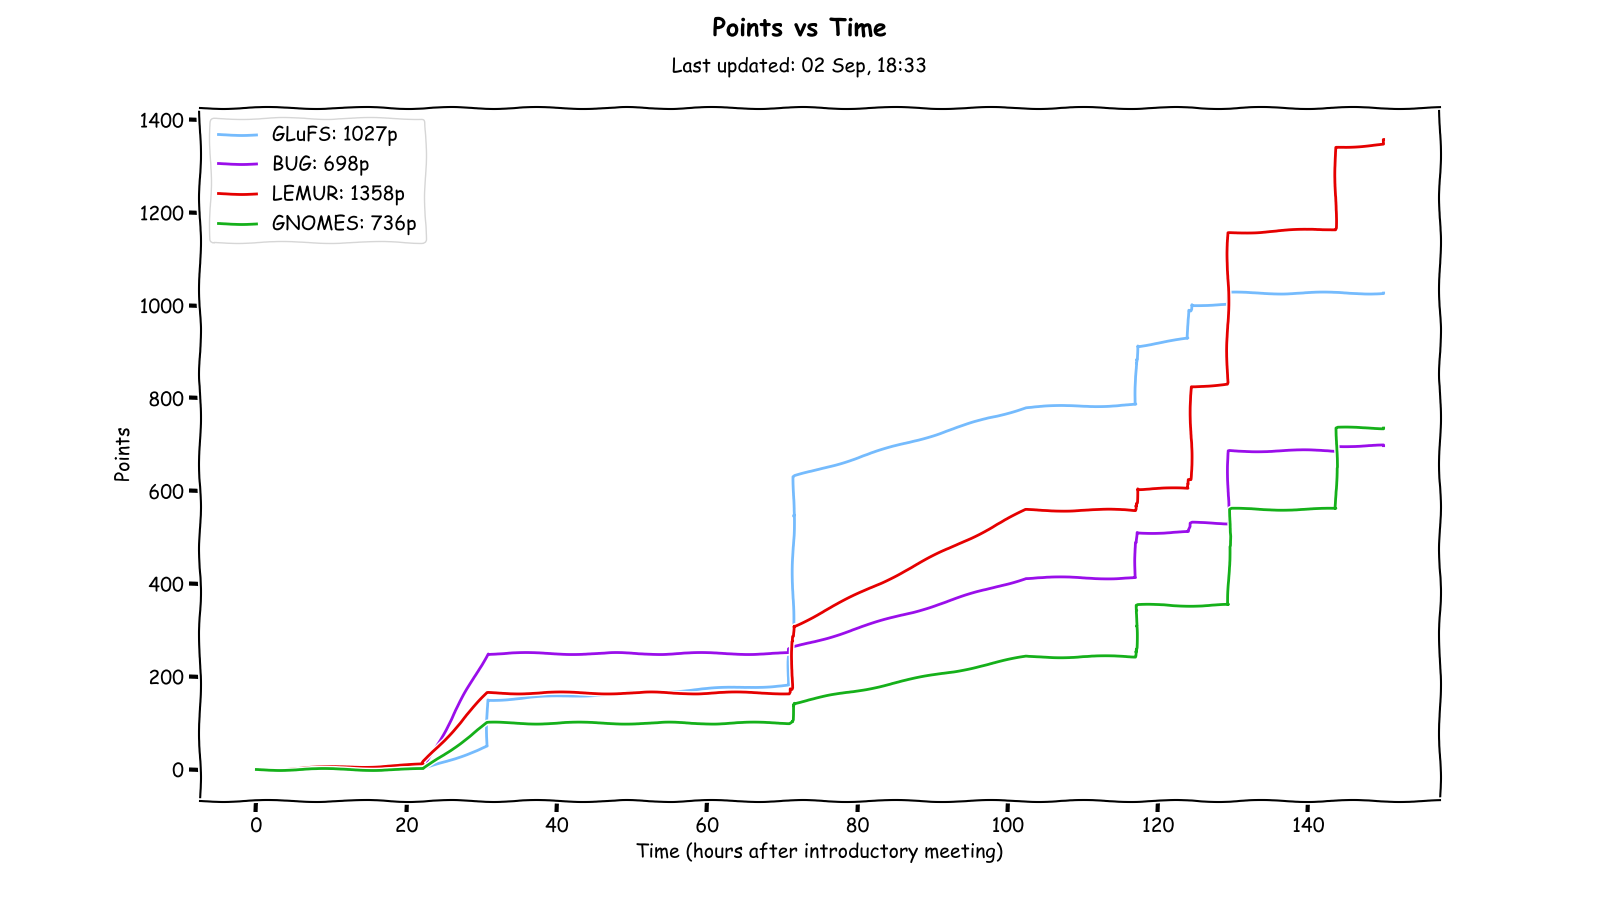 Points vs Time
Last updated: 02 Sep, 18:33
GLuFS: 1027p
BUG: 698p
LEMUR: 1358p
GNOMES: 736p
1400
1200
1000
800
600
400
200
0
Points
0 20 40 60 80 100 120 140
Time (hours after introductory meeting)